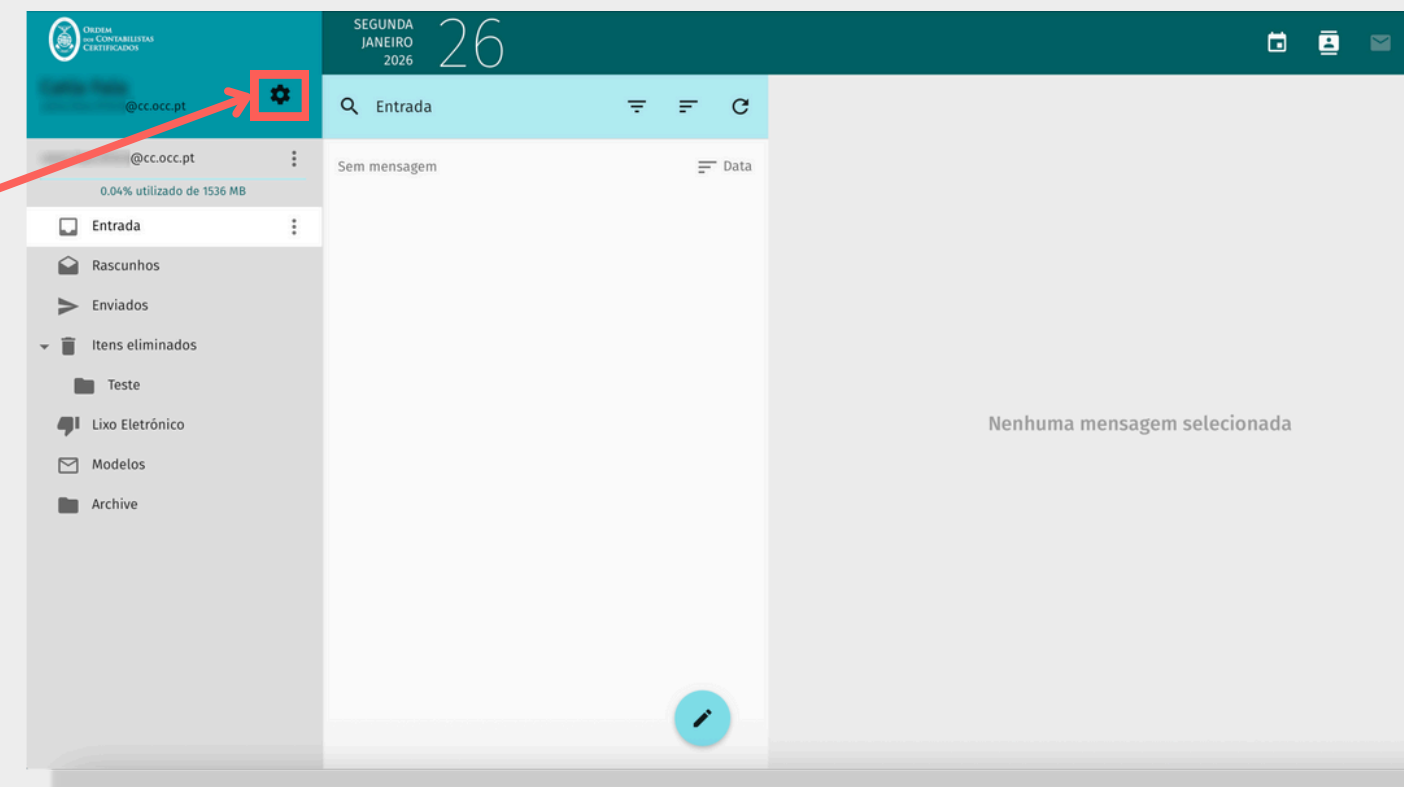 ORDEM
DOS CONTABILISTAS
CERTIFICADOS
SEGUNDA
JANEIRO
2026
26
@cc.occ.pt
Entrada
@cc.occ.pt
0.04% utilizado de 1536 MB
Sem mensagem
Data
Entrada
Rascunhos
Enviados
Itens eliminados
Teste
Lixo Eletrónico
Modelos
Archive
Nenhuma mensagem selecionada